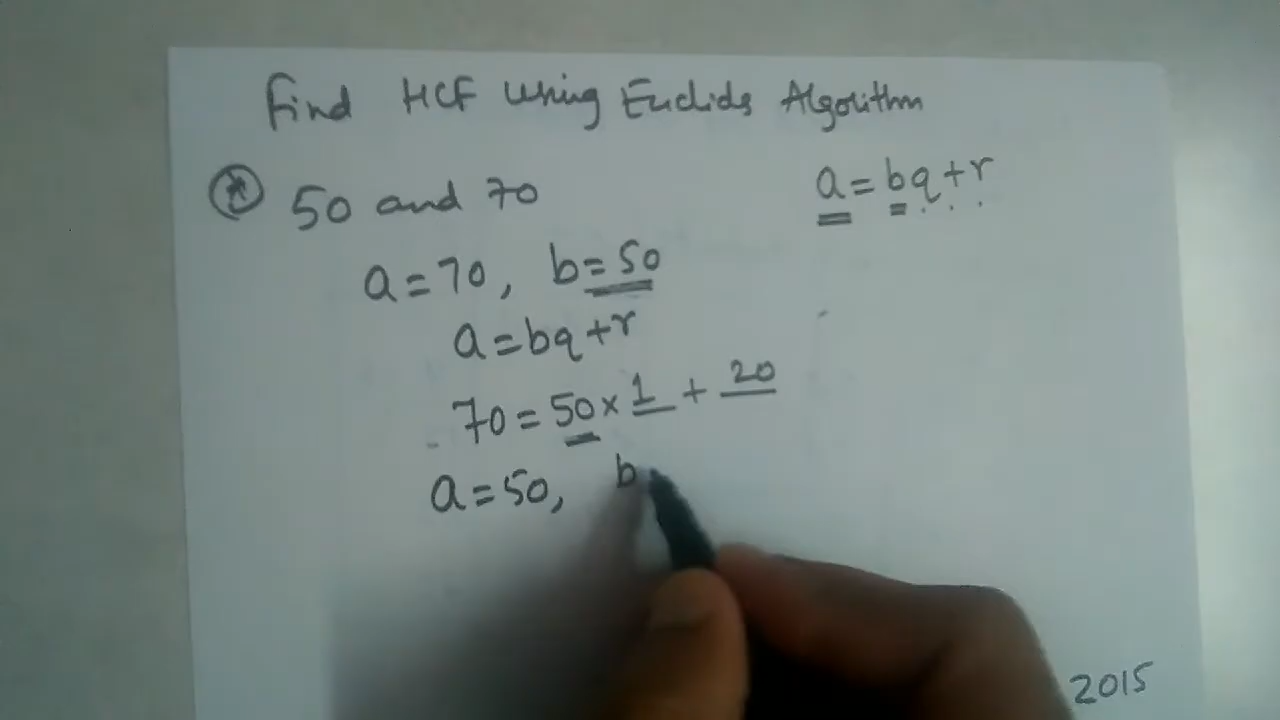 Find HCF Using Euclids Algorithm
* 50 and 70
a = bq + r
a = 70, b = 50
a = bq + r
70 = 50 × 1 + 20
a = 50, b
2015